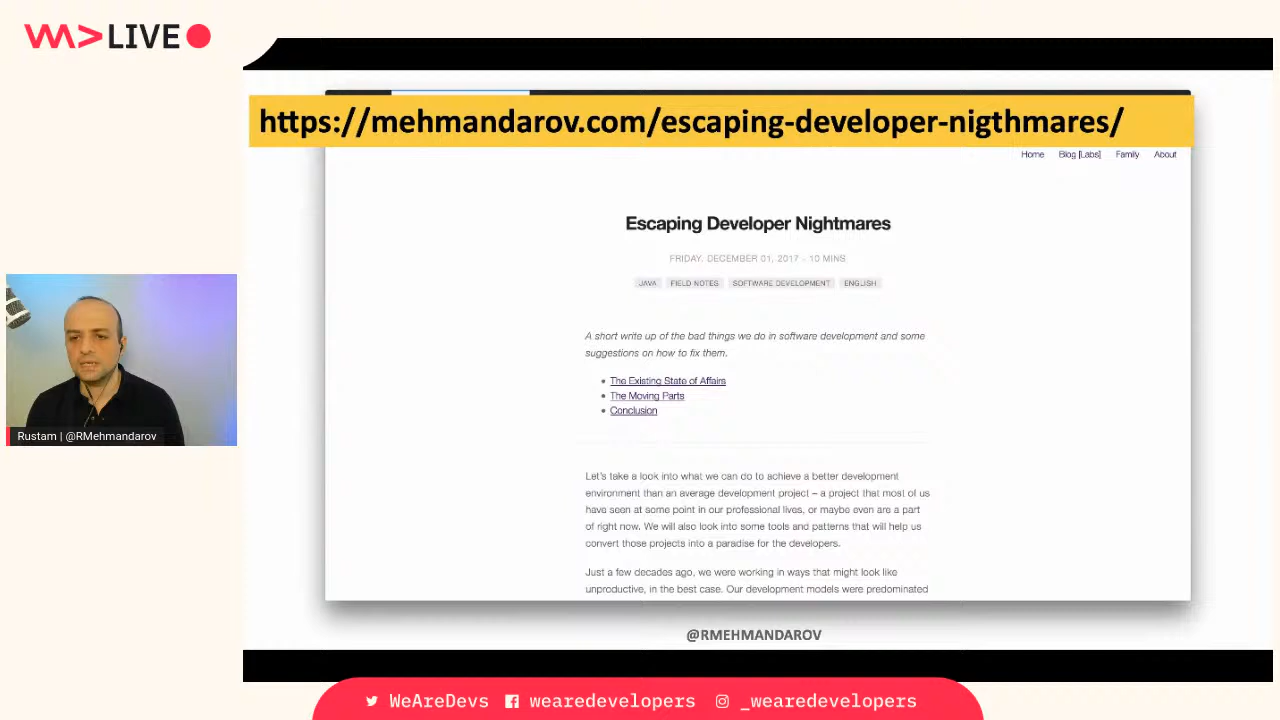 LIVE
https://mehmandarov.com/escaping-developer-nigthmares/
Home Blog [Labs] Family About
Escaping Developer Nightmares
FRIDAY. DECEMBER 01, 2017 - 10 MINS
JAVA FIELD NOTES SOFTWARE DEVELOPMENT ENGLISH
A short write up of the bad things we do in software development and some
suggestions on how to fix them.
• The Existing State of Affairs
• The Moving Parts
• Conclusion
Let's take a look into what we can do to achieve a better development
environment than an average development project – a project that most of us
have seen at some point in our professional lives, or maybe even are a part
of right now. We will also look into some tools and patterns that will help us
convert those projects into a paradise for the developers.
Just a few decades ago, we were working in ways that might look like
unproductive, in the best case. Our development models were predominated
@RMEHMANDAROV
Rustam | @RMehmandarov
WeAreDevs wearedevelopers _wearedevelopers